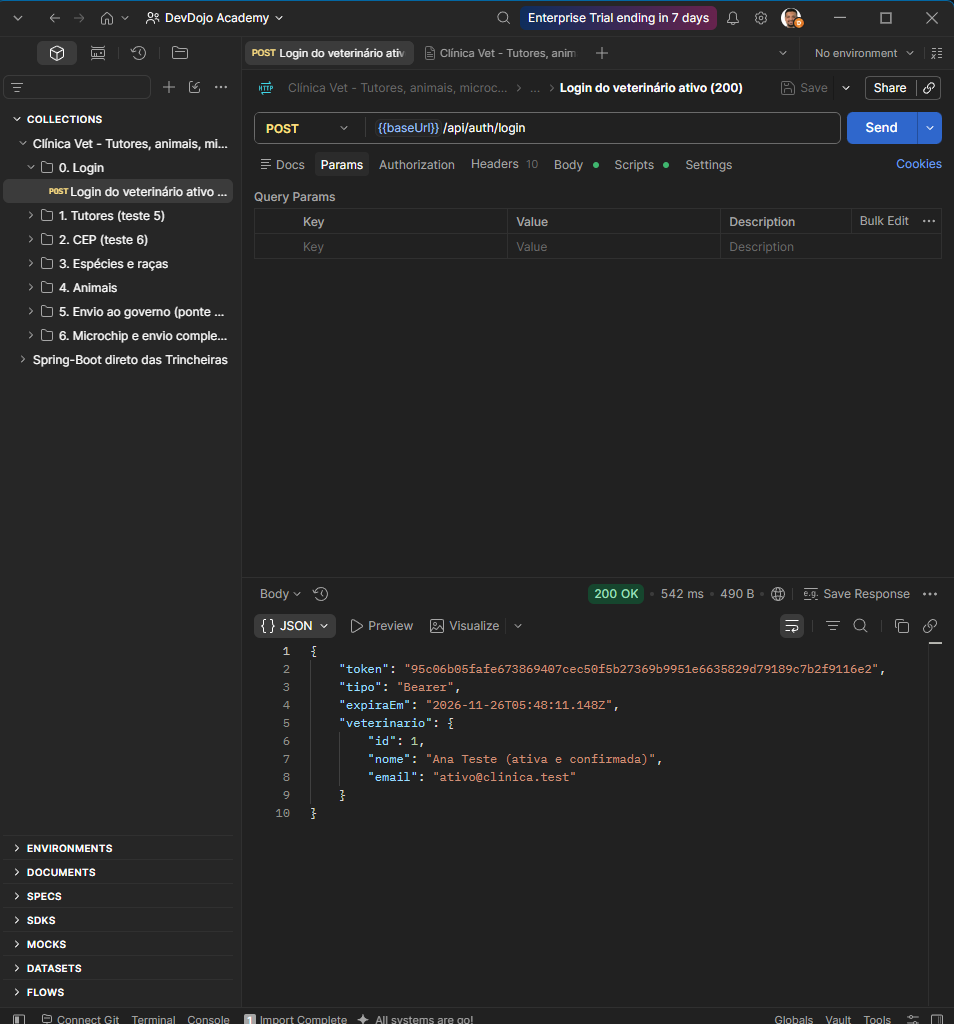 DevDojo Academy
Enterprise Trial ending in 7 days
POST Login do veterinário ativ
Clínica Vet - Tutores, anim
No environment
HTTP Clínica Vet - Tutores, animais, microc... > ... > Login do veterinário ativo (200)
Save
Share
COLLECTIONS
Clínica Vet - Tutores, animais, mi...
0. Login
POST Login do veterinário ativo ...
1. Tutores (teste 5)
2. CEP (teste 6)
3. Espécies e raças
4. Animais
5. Envio ao governo (ponte ...
6. Microchip e envio comple...
Spring-Boot direto das Trincheiras
POST
{{baseUrl}} /api/auth/login
Send
Docs Params Authorization Headers 10 Body Scripts Settings Cookies
Query Params
Key Value Description Bulk Edit
Key Value Description
Body 200 OK 542 ms 490 B e.g. Save Response
{} JSON Preview Visualize
1 {
2 "token": "95c06b05fafe673869407cec50f5b27369b9951e6635829d79189c7b2f9116e2",
3 "tipo": "Bearer",
4 "expiraEm": "2026-11-26T05:48:11.148Z",
5 "veterinario": {
6 "id": 1,
7 "nome": "Ana Teste (ativa e confirmada)",
8 "email": "ativo@clinica.test"
9 }
10 }
ENVIRONMENTS
DOCUMENTS
SPECS
SDKS
MOCKS
DATASETS
FLOWS
Connect Git Terminal Console 1 Import Complete All systems are go! Globals Vault Tools